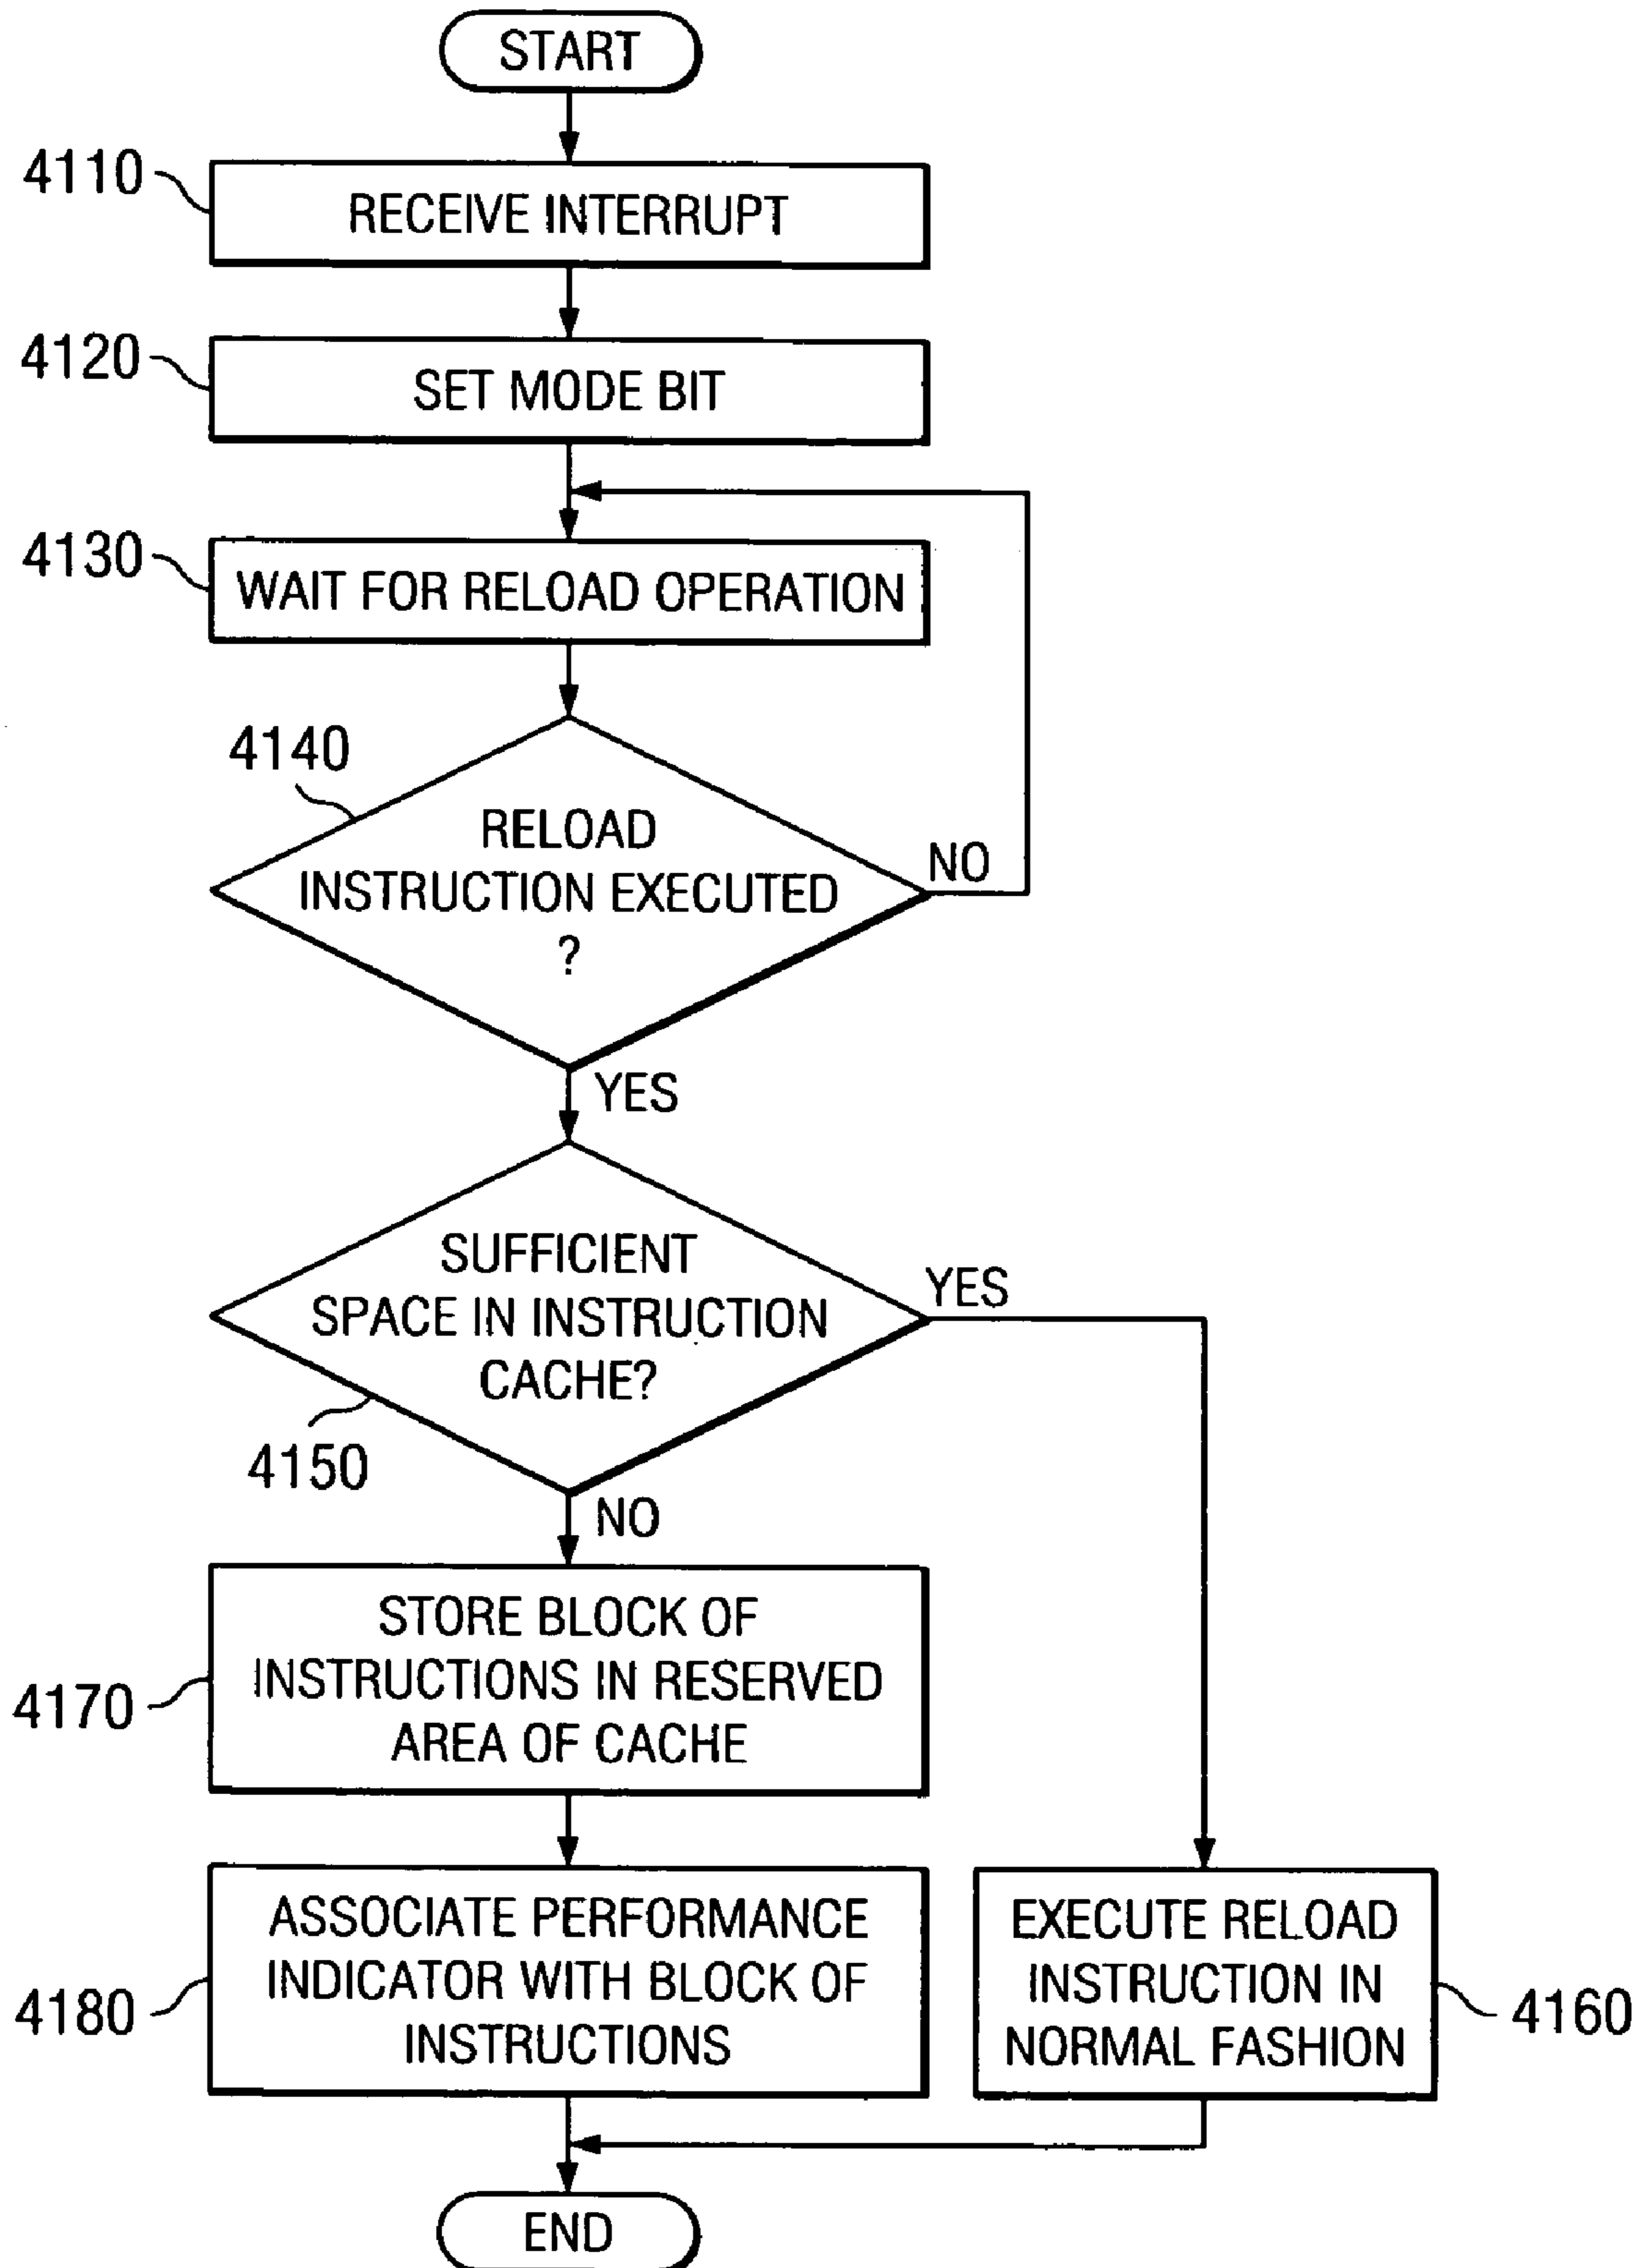 START
4110
RECEIVE INTERRUPT
4120
SET MODE BIT
4130
WAIT FOR RELOAD OPERATION
4140
RELOAD
INSTRUCTION EXECUTED
?
NO
YES
SUFFICIENT
SPACE IN INSTRUCTION
CACHE?
YES
4150
NO
STORE BLOCK OF
INSTRUCTIONS IN RESERVED
AREA OF CACHE
4170
ASSOCIATE PERFORMANCE
INDICATOR WITH BLOCK OF
INSTRUCTIONS
4180
EXECUTE RELOAD
INSTRUCTION IN
NORMAL FASHION
4160
END